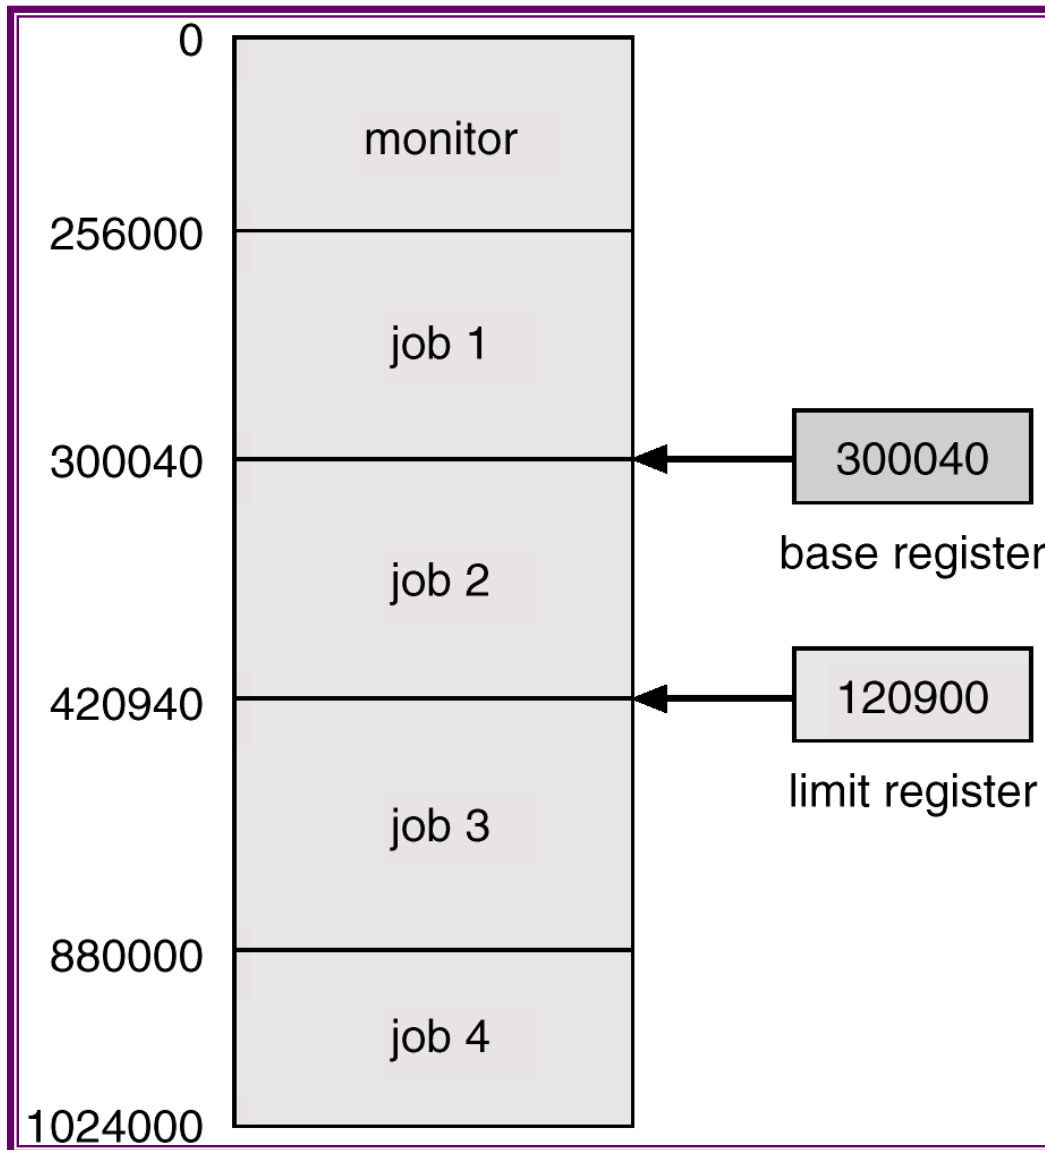 0
monitor
256000
job 1
300040
300040
base register
job 2
420940
120900
limit register
job 3
880000
job 4
1024000